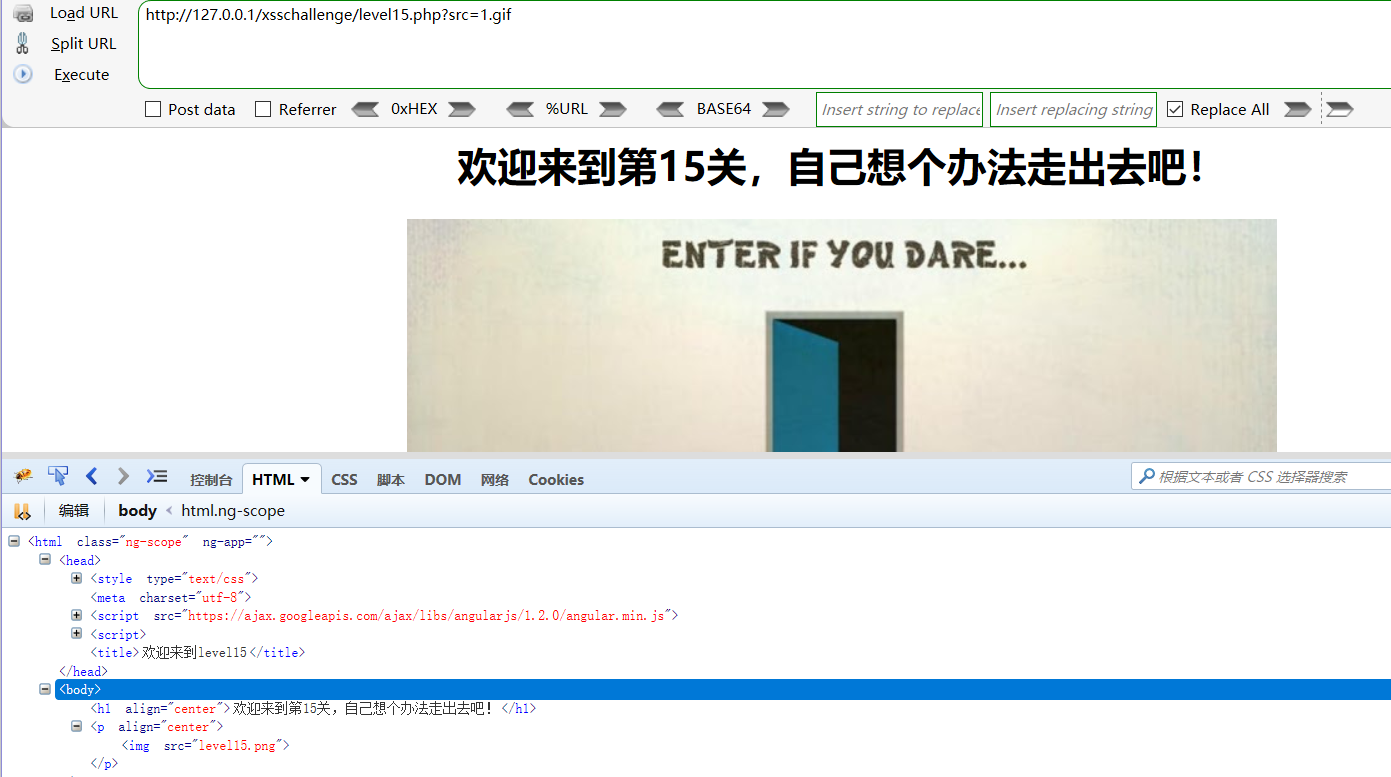 Load URL http://127.0.0.1/xsschallenge/level15.php?src=1.gif
Split URL
Execute
Post data Referrer 0xHEX %URL BASE64 Insert string to replace Insert replacing string Replace All
欢迎来到第15关，自己想个办法走出去吧！
ENTER IF YOU DARE...
控制台 HTML CSS 脚本 DOM 网络 Cookies 根据文本或者 CSS 选择器搜索
编辑 body < html.ng-scope
<html class="ng-scope" ng-app="">
<head>
<style type="text/css">
<meta charset="utf-8">
<script src="https://ajax.googleapis.com/ajax/libs/angularjs/1.2.0/angular.min.js">
<script>
<title>欢迎来到level15</title>
</head>
<body>
<h1 align="center">欢迎来到第15关，自己想个办法走出去吧！</h1>
<p align="center">
<img src="level15.png">
</p>